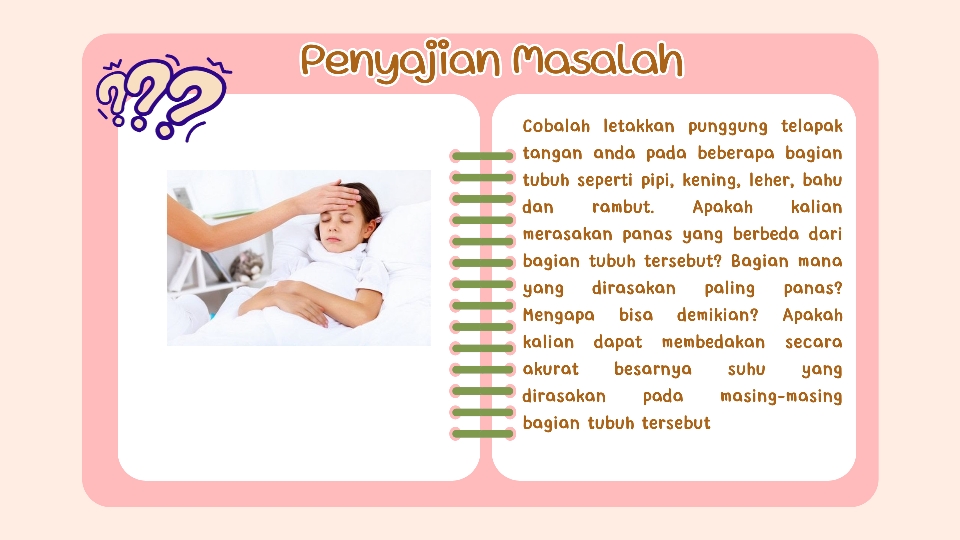 Penyajian Masalah
Cobalah letakkan punggung telapak
tangan anda pada beberapa bagian
tubuh seperti pipi, kening, leher, bahu
dan rambut. Apakah kalian
merasakan panas yang berbeda dari
bagian tubuh tersebut? Bagian mana
yang dirasakan paling panas?
Mengapa bisa demikian? Apakah
kalian dapat membedakan secara
akurat besarnya suhu yang
dirasakan pada masing-masing
bagian tubuh tersebut